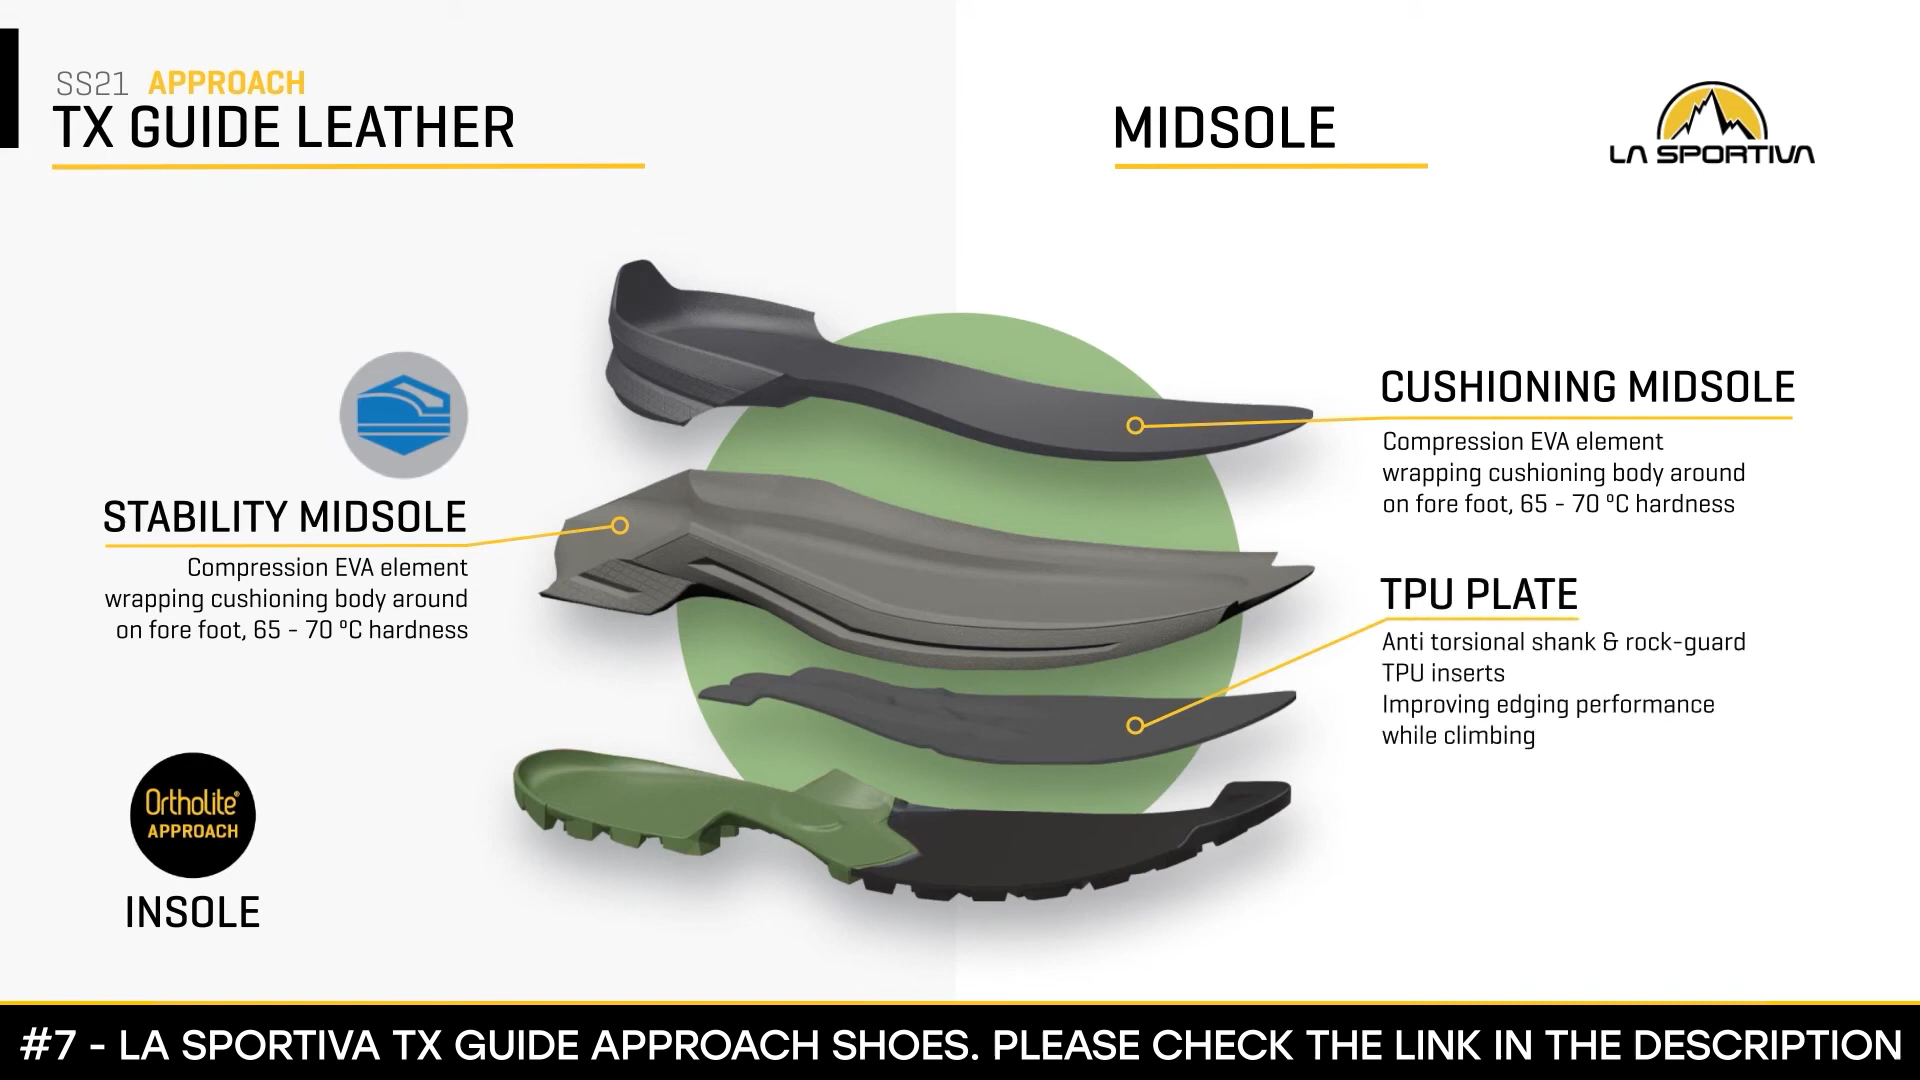 SS21 APPROACH
TX GUIDE LEATHER
MIDSOLE
LA SPORTIVA
CUSHIONING MIDSOLE
Compression EVA element
wrapping cushioning body around
on fore foot, 65 - 70 ºC hardness
STABILITY MIDSOLE
Compression EVA element
wrapping cushioning body around
on fore foot, 65 - 70 ºC hardness
TPU PLATE
Anti torsional shank & rock-guard
TPU inserts
Improving edging performance
while climbing
Ortholite®
APPROACH
INSOLE
#7 - LA SPORTIVA TX GUIDE APPROACH SHOES. PLEASE CHECK THE LINK IN THE DESCRIPTION